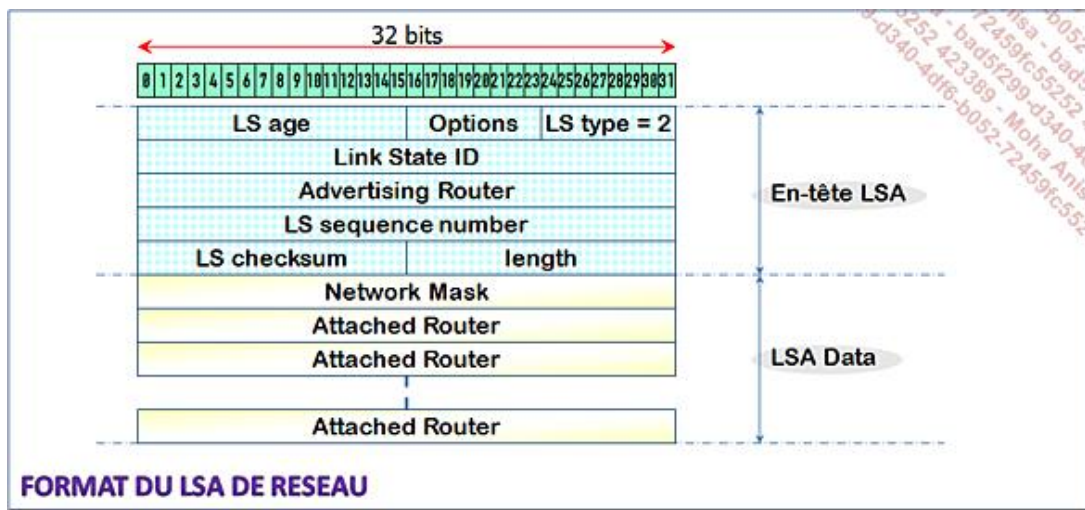 32 bits
0 1 2 3 4 5 6 7 8 9 10 11 12 13 14 15 16 17 18 19 20 21 22 23 24 25 26 27 28 29 30 31
LS age Options LS type = 2
Link State ID
Advertising Router
LS sequence number
LS checksum length
En-tête LSA
Network Mask
Attached Router
Attached Router
LSA Data
Attached Router
FORMAT DU LSA DE RESEAU
423389 - Moha Anis